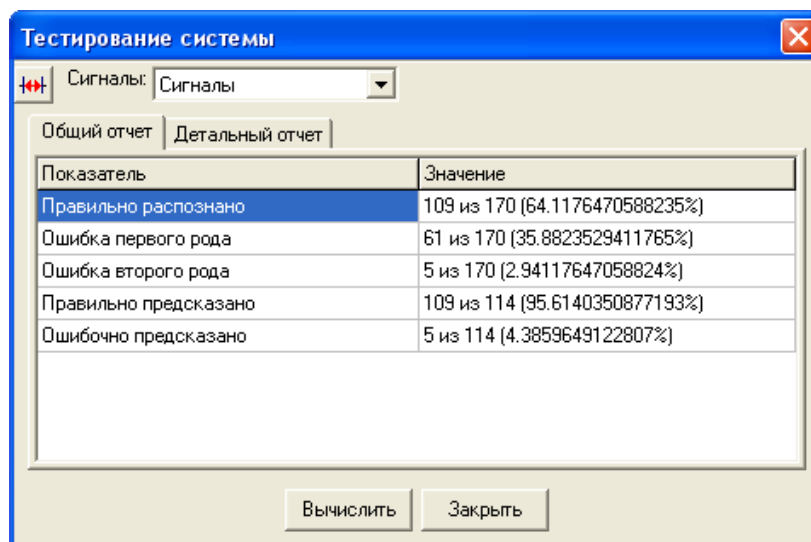 Тестирование системы
Сигналы: Сигналы
Общий отчет Детальный отчет
Показатель Значение
Правильно распознано 109 из 170 (64.1176470588235%)
Ошибка первого рода 61 из 170 (35.8823529411765%)
Ошибка второго рода 5 из 170 (2.94117647058824%)
Правильно предсказано 109 из 114 (95.6140350877193%)
Ошибочно предсказано 5 из 114 (4.3859649122807%)
Вычислить Закрыть